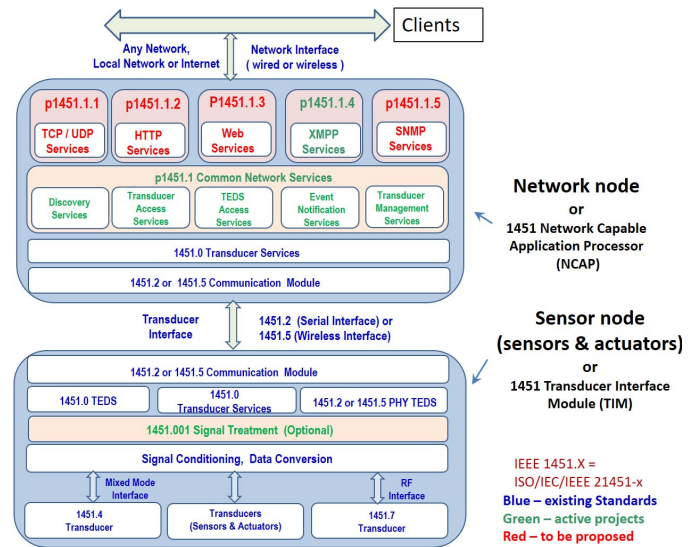 Clients
Any Network,
Local Network or Internet
Network Interface
( wired or wireless )
p1451.1.1
TCP / UDP
Services
p1451.1.2
HTTP
Services
P1451.1.3
Web
Services
p1451.1.4
XMPP
Services
p1451.1.5
SNMP
Services
p1451.1 Common Network Services
Discovery
Services
Transducer
Access
Services
TEDS
Access
Services
Event
Notification
Services
Transducer
Management
Services
1451.0 Transducer Services
1451.2 or 1451.5 Communication Module
Network node
or
1451 Network Capable
Application Processor
(NCAP)
Transducer
Interface
1451.2 (Serial Interface) or
1451.5 (Wireless Interface)
Sensor node
(sensors & actuators)
or
1451 Transducer Interface
Module (TIM)
1451.2 or 1451.5 Communication Module
1451.0 TEDS
1451.0
Transducer Services
1451.2 or 1451.5 PHY TEDS
1451.001 Signal Treatment (Optional)
Signal Conditioning, Data Conversion
Mixed Mode
Interface
RF
Interface
1451.4
Transducer
Transducers
(Sensors & Actuators)
1451.7
Transducer
IEEE 1451.X =
ISO/IEC/IEEE 21451-x
Blue – existing Standards
Green – active projects
Red – to be proposed